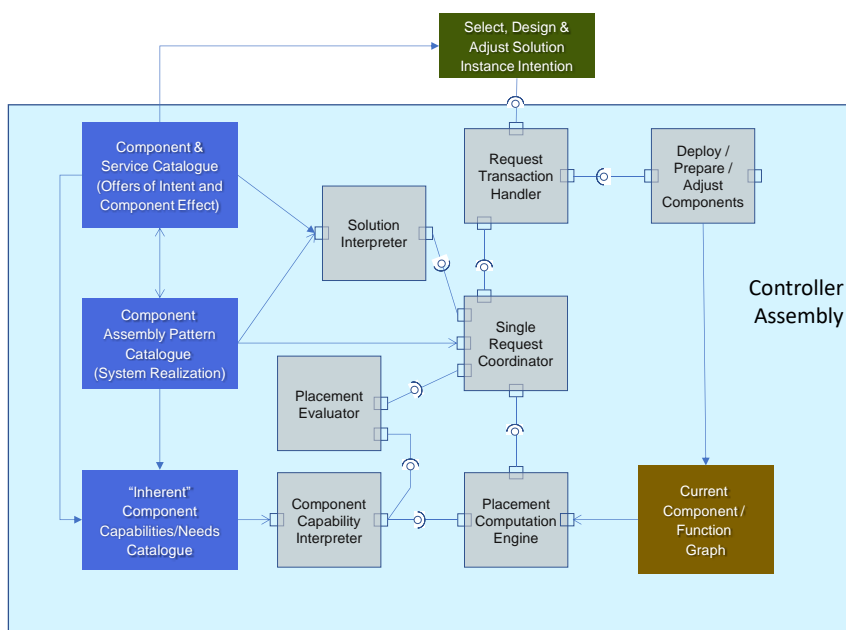 Select, Design &
Adjust Solution
Instance Intention
Component &
Service Catalogue
(Offers of Intent and
Component Effect)
Request
Transaction
Handler
Deploy /
Prepare /
Adjust
Components
Solution
Interpreter
Controller
Assembly
Component
Assembly Pattern
Catalogue
(System Realization)
Single
Request
Coordinator
Placement
Evaluator
“Inherent”
Component
Capabilities/Needs
Catalogue
Component
Capability
Interpreter
Placement
Computation
Engine
Current
Component /
Function
Graph